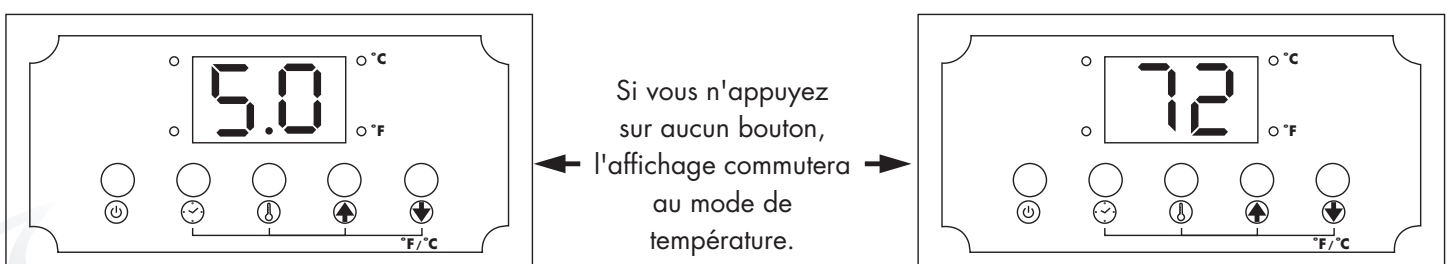 5.0
°C
°F
°F/°C
Si vous n'appuyez
sur aucun bouton,
l'affichage commutera
au mode de
température.
72
°C
°F
°F/°C